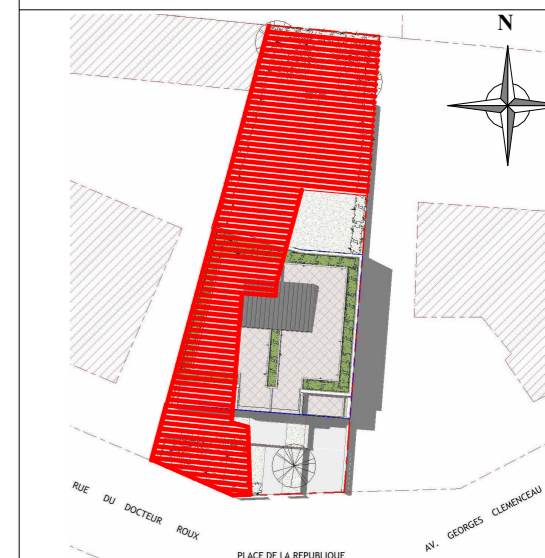 N
RUE DU DOCTEUR ROUX
AV. GEORGES CLEMENCEAU
PLACE DE LA REPUBLIQUE